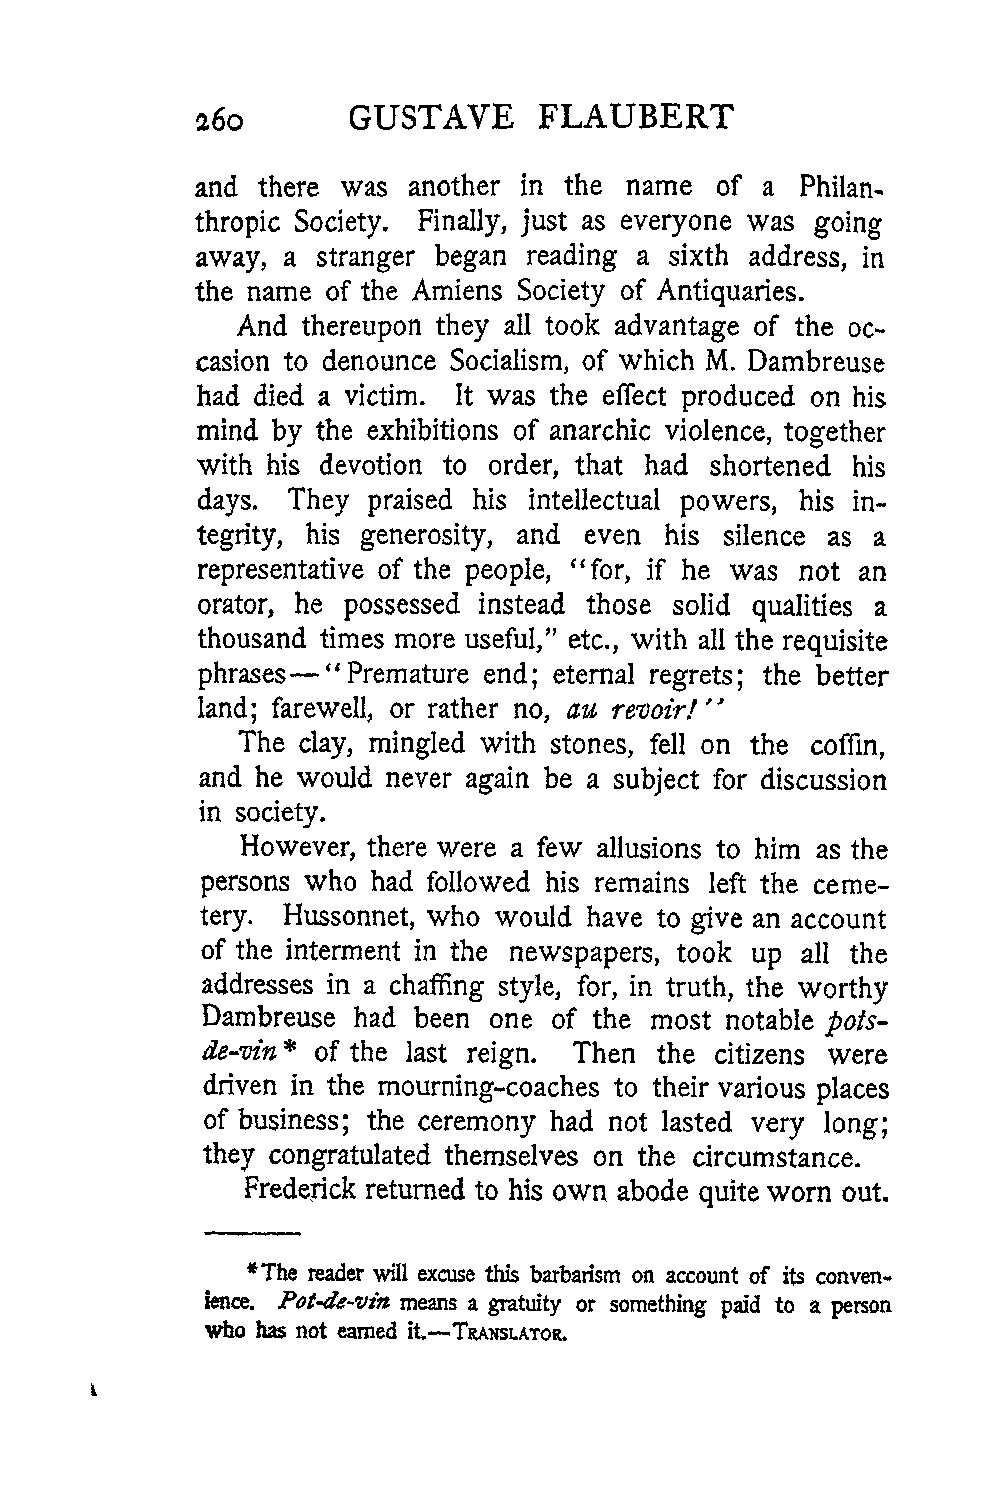 260 GUSTAVE FLAUBERT
and there was another in the name of a Philan-
thropic Society. Finally, just as everyone was going
away, a stranger began reading a sixth address, in
the name of the Amiens Society of Antiquaries.
And thereupon they all took advantage of the oc-
casion to denounce Socialism, of which M. Dambreuse
had died a victim. It was the effect produced on his
mind by the exhibitions of anarchic violence, together
with his devotion to order, that had shortened his
days. They praised his intellectual powers, his in-
tegrity, his generosity, and even his silence as a
representative of the people, "for, if he was not an
orator, he possessed instead those solid qualities a
thousand times more useful," etc., with all the requisite
phrases—"Premature end; eternal regrets; the better
land; farewell, or rather no, au revoir!"
The clay, mingled with stones, fell on the coffin,
and he would never again be a subject for discussion
in society.
However, there were a few allusions to him as the
persons who had followed his remains left the ceme-
tery. Hussonnet, who would have to give an account
of the interment in the newspapers, took up all the
addresses in a chaffing style, for, in truth, the worthy
Dambreuse had been one of the most notable pots-
de-vin* of the last reign. Then the citizens were
driven in the mourning-coaches to their various places
of business; the ceremony had not lasted very long;
they congratulated themselves on the circumstance.
Frederick returned to his own abode quite worn out.
*The reader will excuse this barbarism on account of its conven-
ience. Pot-de-vin means a gratuity or something paid to a person
who has not earned it.—TRANSLATOR.